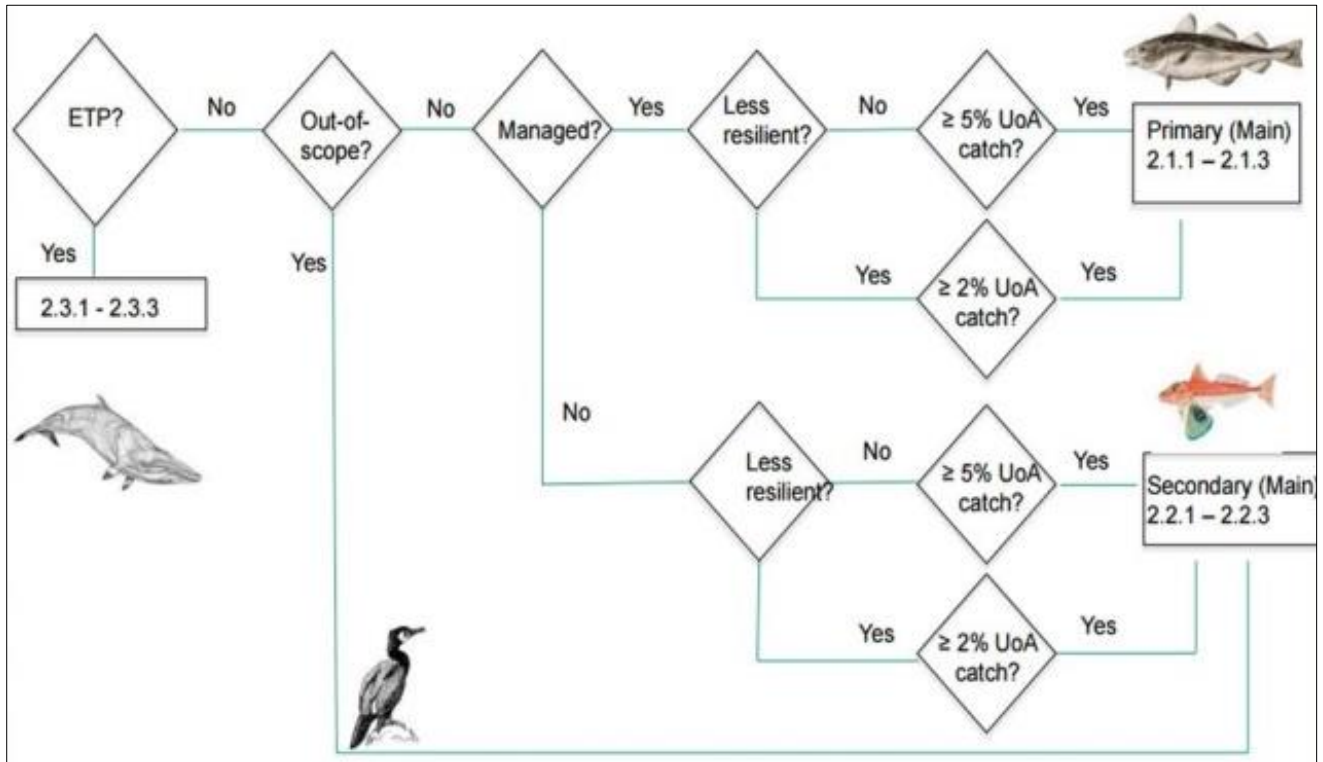 ETP?
No
Out-of-
scope?
No
Managed?
Yes
Less
resilient?
No
≥ 5% UoA
catch?
Yes
Primary (Main)
2.1.1 – 2.1.3
Yes
2.3.1 - 2.3.3
Yes
Yes
≥ 2% UoA
catch?
Yes
No
Less
resilient?
No
≥ 5% UoA
catch?
Yes
Secondary (Main)
2.2.1 – 2.2.3
Yes
≥ 2% UoA
catch?
Yes